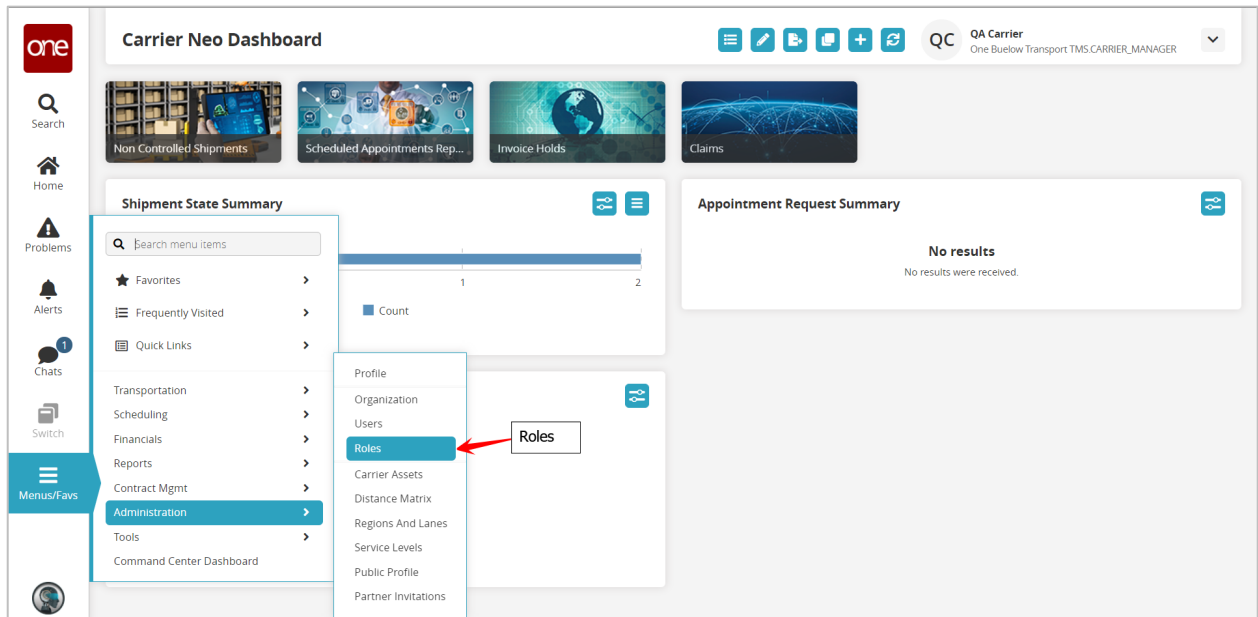 one
Search
Home
Problems
Alerts
1
Chats
Switch
Menus/Favs
Carrier Neo Dashboard
QC
QA Carrier
One Buelow Transport TMS.CARRIER_MANAGER
Non Controlled Shipments
Scheduled Appointments Rep...
Invoice Holds
Claims
Shipment State Summary
1
2
Count
Appointment Request Summary
No results
No results were received.
Search menu items
Favorites
Frequently Visited
Quick Links
Transportation
Scheduling
Financials
Reports
Contract Mgmt
Administration
Tools
Command Center Dashboard
Profile
Organization
Users
Roles
Carrier Assets
Distance Matrix
Regions And Lanes
Service Levels
Public Profile
Partner Invitations
Roles